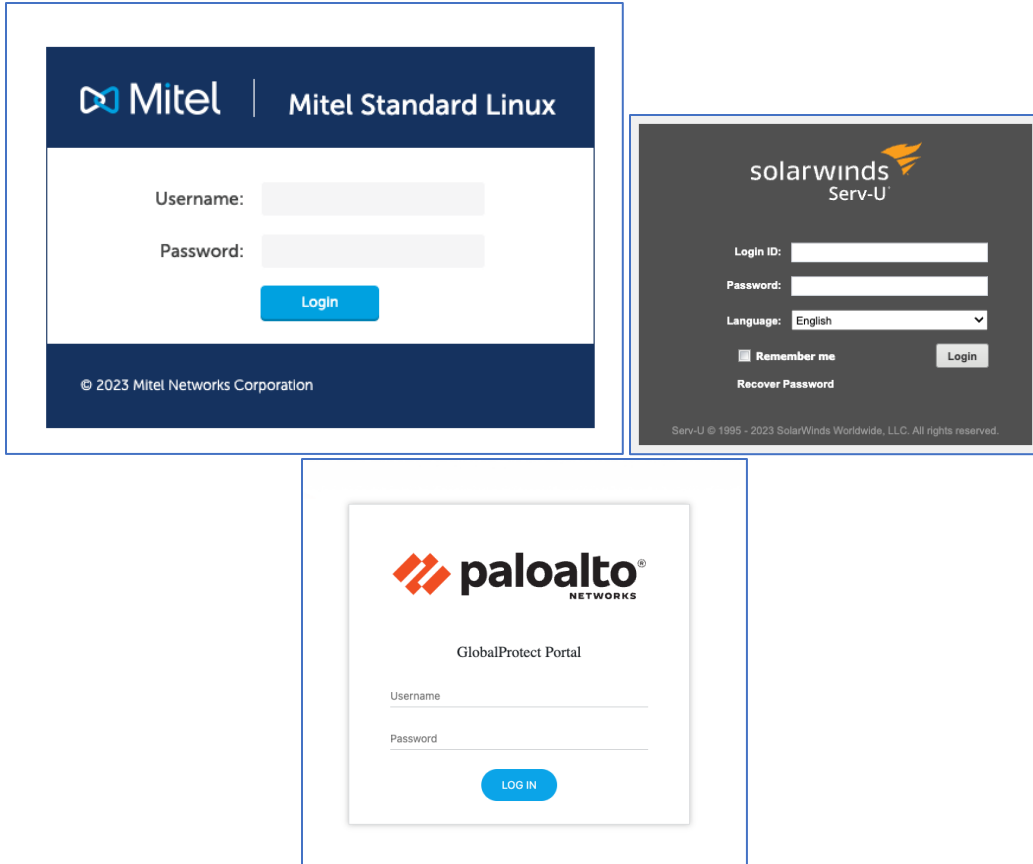 Mitel
Mitel Standard Linux
Username:
Password:
Login
© 2023 Mitel Networks Corporation
solarwinds
Serv-U
Login ID:
Password:
Language: English
Remember me
Login
Recover Password
Serv-U © 1995 - 2023 SolarWinds Worldwide, LLC. All rights reserved.
paloalto®
NETWORKS
GlobalProtect Portal
Username
Password
LOG IN